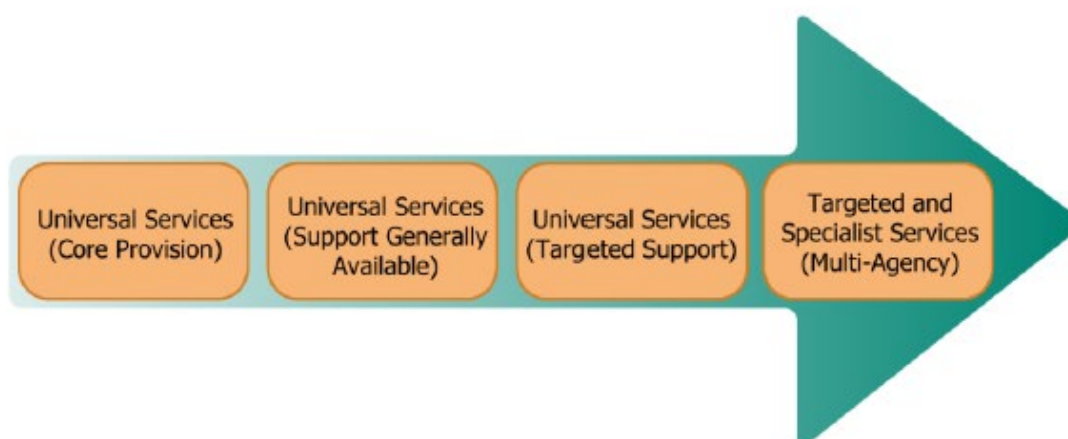 Universal Services
(Core Provision)
Universal Services
(Support Generally
Available)
Universal Services
(Targeted Support)
Targeted and
Specialist Services
(Multi-Agency)